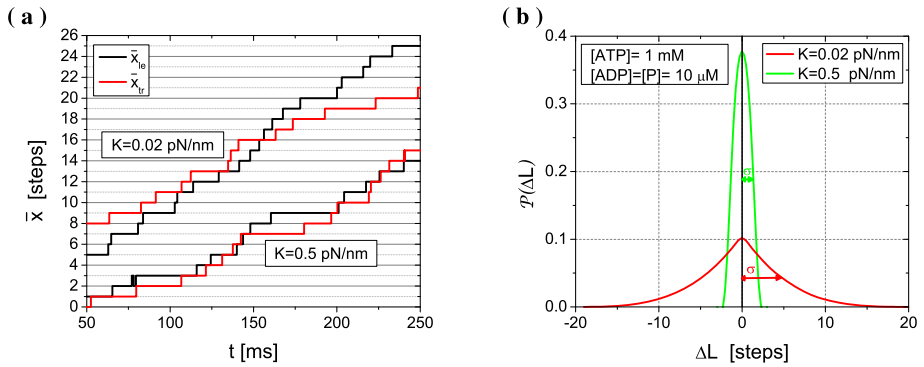 ( a )
26
24
22
20
18
16
14
12
10
8
6
4
2
0
x̄ [steps]
x̄le
x̄tr
K=0.02 pN/nm
K=0.5 pN/nm
50 100 150 200 250
t [ms]
( b )
0.4
0.3
0.2
0.1
0.0
P(ΔL)
[ATP]= 1 mM
[ADP]=[P]= 10 μM
K=0.02 pN/nm
K=0.5 pN/nm
σ
σ
-20 -10 0 10 20
ΔL [steps]